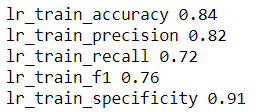 lr_train_accuracy 0.84
lr_train_precision 0.82
lr_train_recall 0.72
lr_train_f1 0.76
lr_train_specificity 0.91